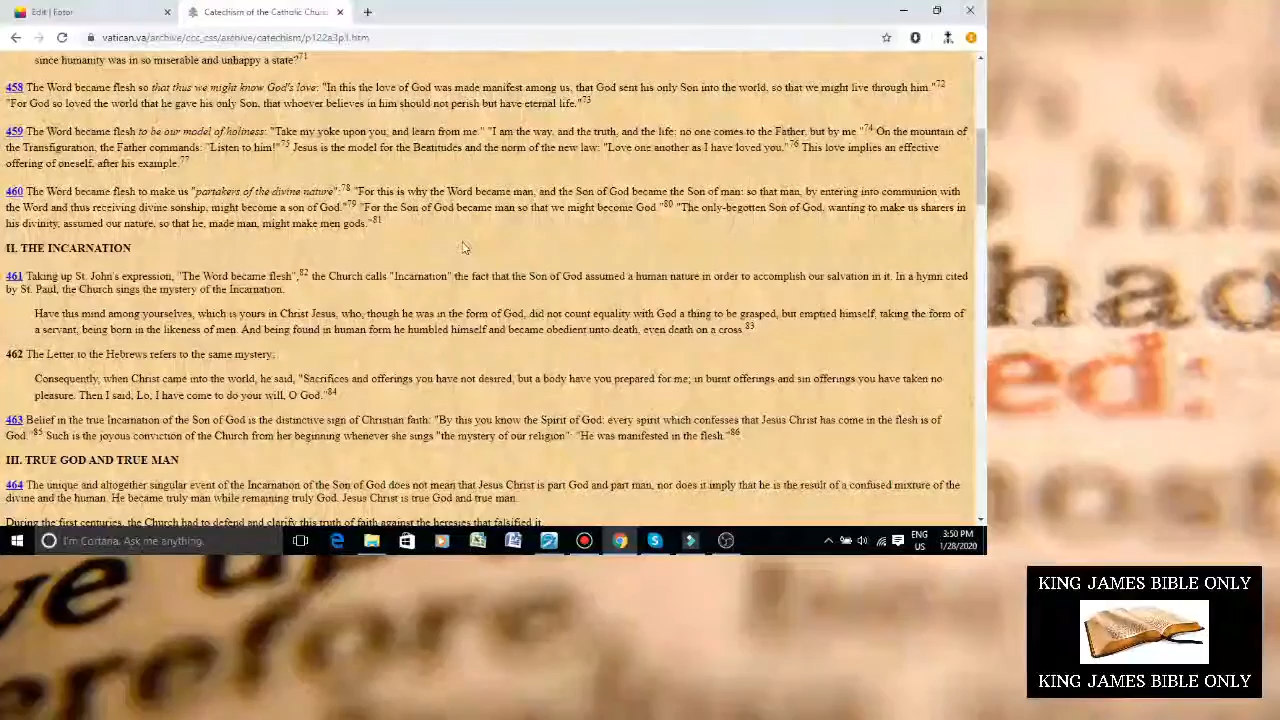 Edit | Fotor
Catechism of the Catholic Churc
vatican.va/archive/ccc_css/archive/catechism/p122a3p1.htm
since humanity was in so miserable and unhappy a state?71
458 The Word became flesh so that thus we might know God's love: "In this the love of God was made manifest among us, that God sent his only Son into the world, so that we might live through him."72
"For God so loved the world that he gave his only Son, that whoever believes in him should not perish but have eternal life."73
459 The Word became flesh to be our model of holiness: "Take my yoke upon you, and learn from me." "I am the way, and the truth, and the life; no one comes to the Father, but by me."74 On the mountain of
the Transfiguration, the Father commands: "Listen to him!"75 Jesus is the model for the Beatitudes and the norm of the new law: "Love one another as I have loved you."76 This love implies an effective
offering of oneself, after his example.77
460 The Word became flesh to make us "partakers of the divine nature":78 "For this is why the Word became man, and the Son of God became the Son of man: so that man, by entering into communion with
the Word and thus receiving divine sonship, might become a son of God."79 "For the Son of God became man so that we might become God."80 "The only-begotten Son of God, wanting to make us sharers in
his divinity, assumed our nature, so that he, made man, might make men gods."81
II. THE INCARNATION
461 Taking up St. John's expression, "The Word became flesh",82 the Church calls "Incarnation" the fact that the Son of God assumed a human nature in order to accomplish our salvation in it. In a hymn cited
by St. Paul, the Church sings the mystery of the Incarnation:
Have this mind among yourselves, which is yours in Christ Jesus, who, though he was in the form of God, did not count equality with God a thing to be grasped, but emptied himself, taking the form of
a servant, being born in the likeness of men. And being found in human form he humbled himself and became obedient unto death, even death on a cross.83
462 The Letter to the Hebrews refers to the same mystery:
Consequently, when Christ came into the world, he said, "Sacrifices and offerings you have not desired, but a body have you prepared for me; in burnt offerings and sin offerings you have taken no
pleasure. Then I said, Lo, I have come to do your will, O God."84
463 Belief in the true Incarnation of the Son of God is the distinctive sign of Christian faith: "By this you know the Spirit of God: every spirit which confesses that Jesus Christ has come in the flesh is of
God."85 Such is the joyous conviction of the Church from her beginning whenever she sings "the mystery of our religion": "He was manifested in the flesh."86
III. TRUE GOD AND TRUE MAN
464 The unique and altogether singular event of the Incarnation of the Son of God does not mean that Jesus Christ is part God and part man, nor does it imply that he is the result of a confused mixture of the
divine and the human. He became truly man while remaining truly God. Jesus Christ is true God and true man.
During the first centuries, the Church had to defend and clarify this truth of faith against the heresies that falsified it.
I'm Cortana. Ask me anything.
ENG
US
3:50 PM
1/28/2020
his
had
ed:
KING JAMES BIBLE ONLY
KING JAMES BIBLE ONLY